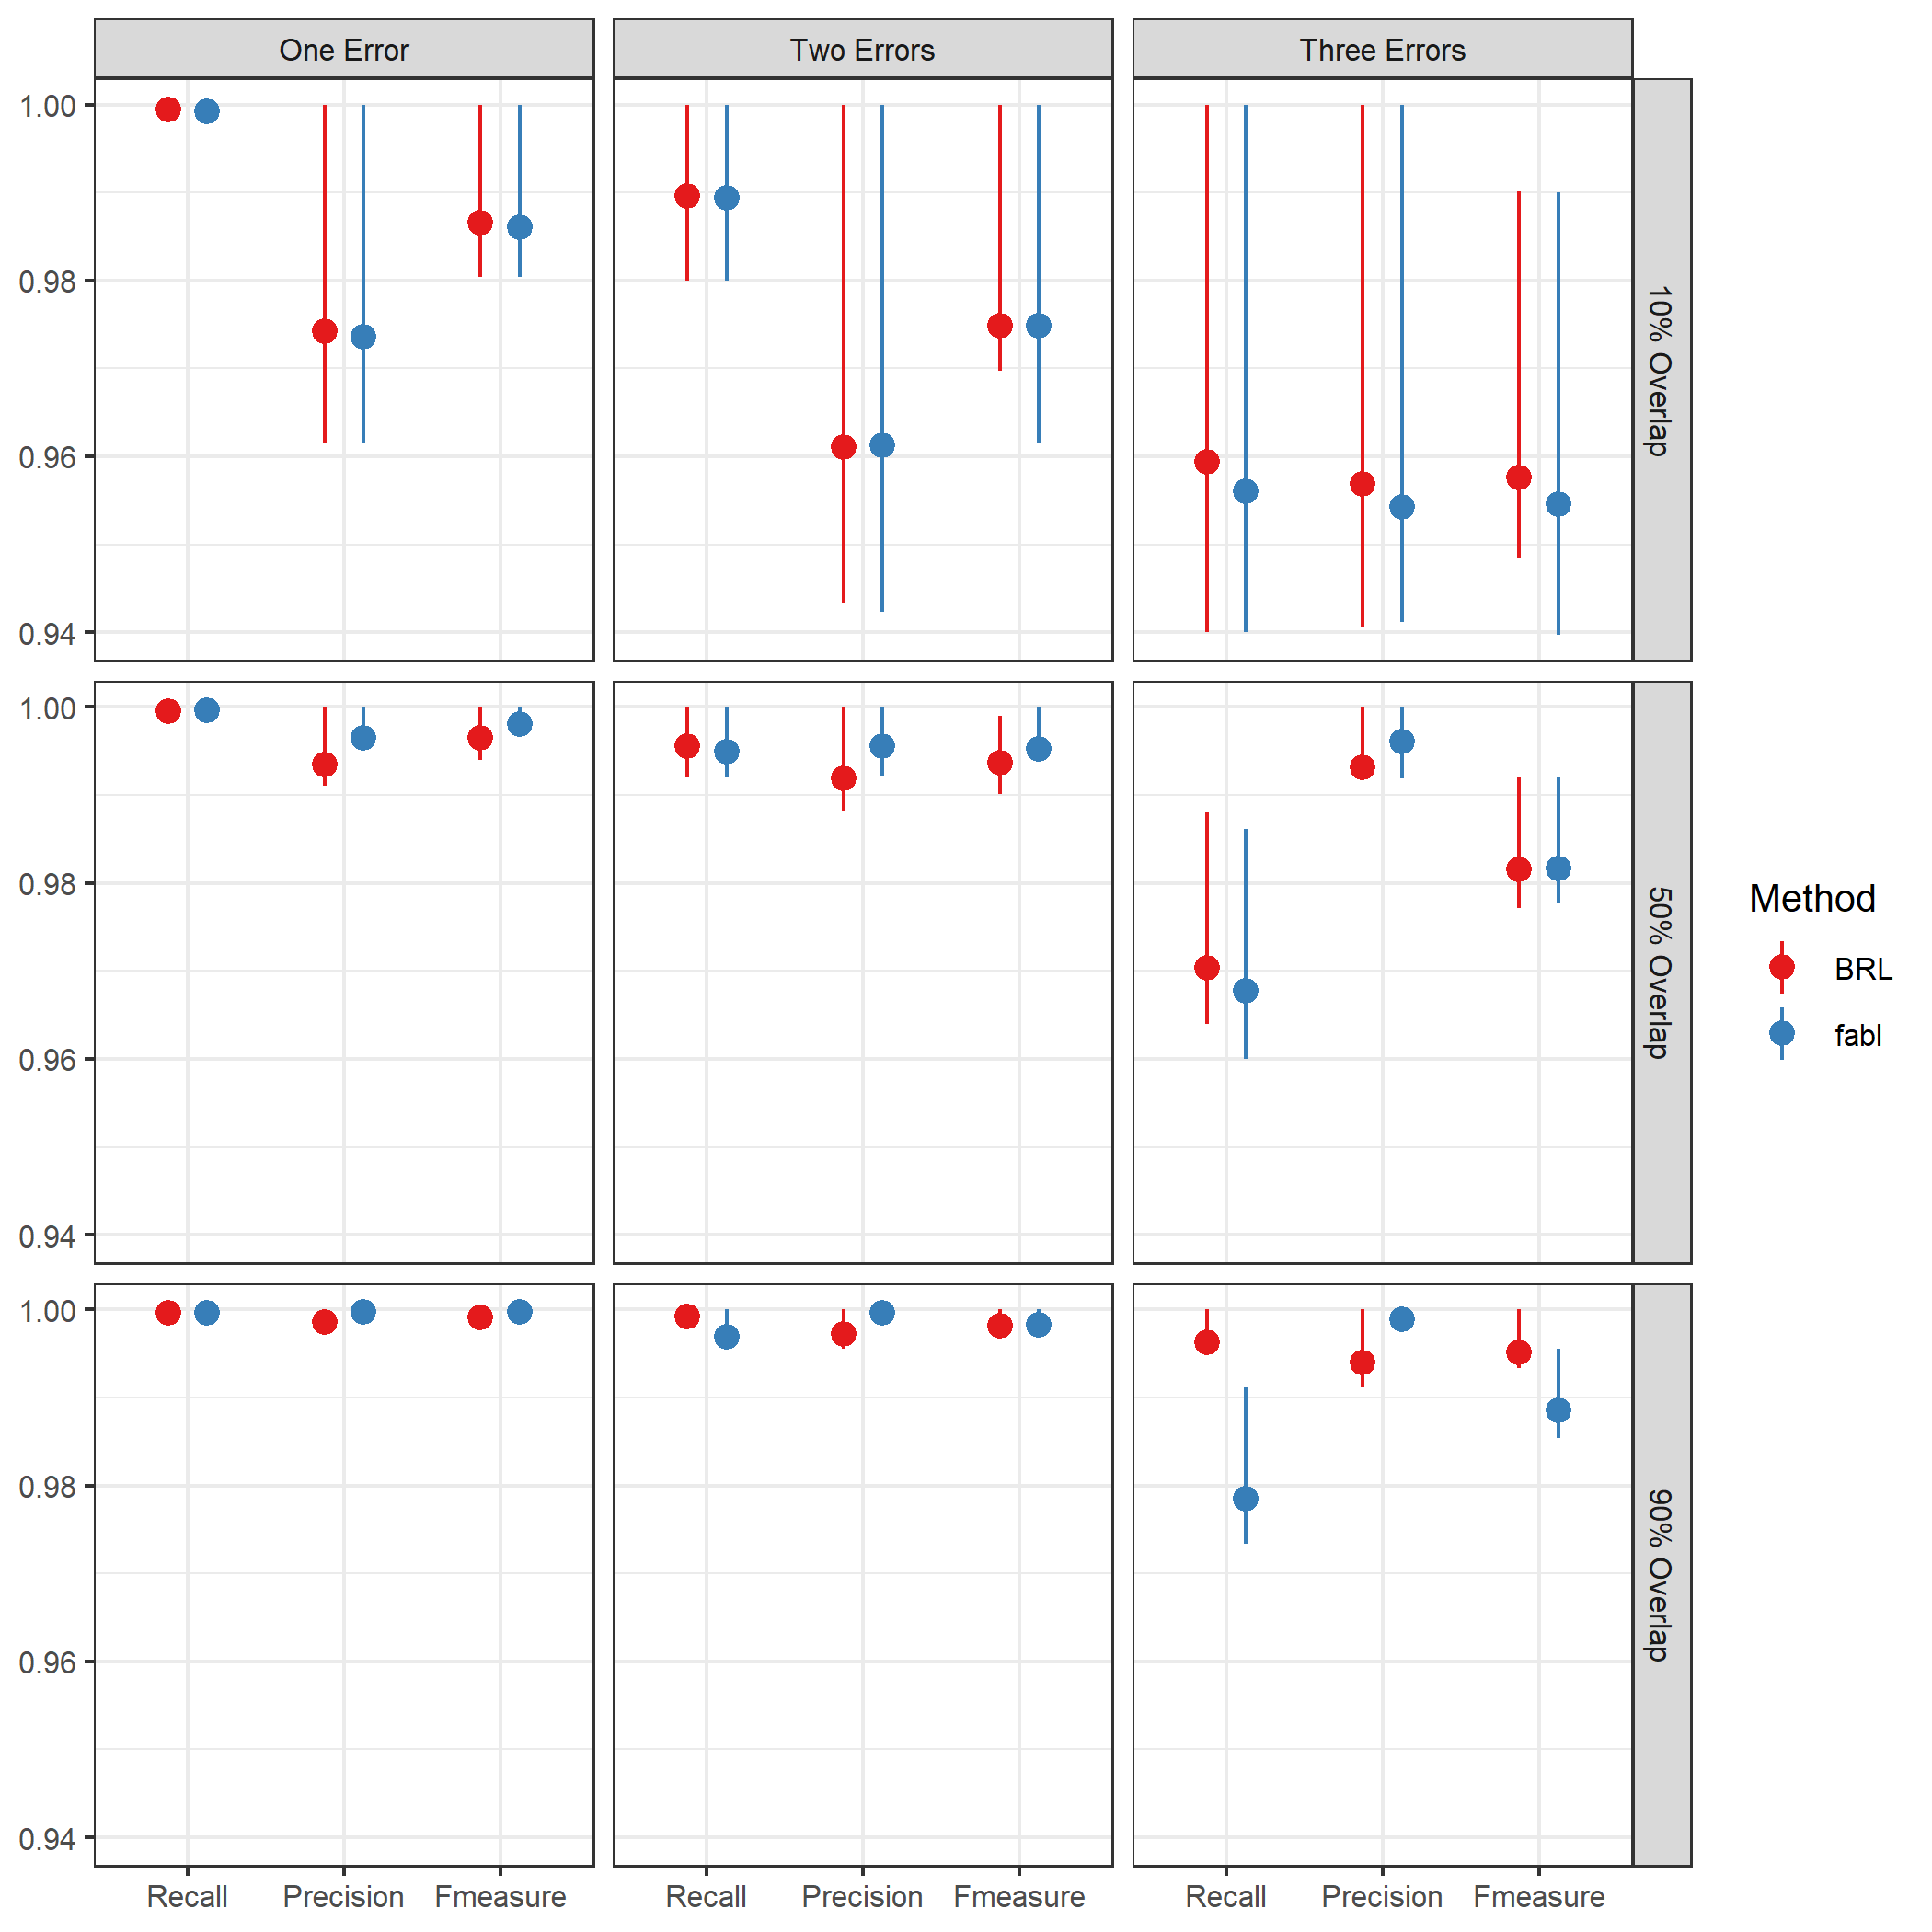 One Error
Two Errors
Three Errors
1.00
0.98
0.96
0.94
10% Overlap
1.00
0.98
0.96
0.94
50% Overlap
1.00
0.98
0.96
0.94
90% Overlap
Recall Precision Fmeasure
Recall Precision Fmeasure
Recall Precision Fmeasure
Method
BRL
fabl